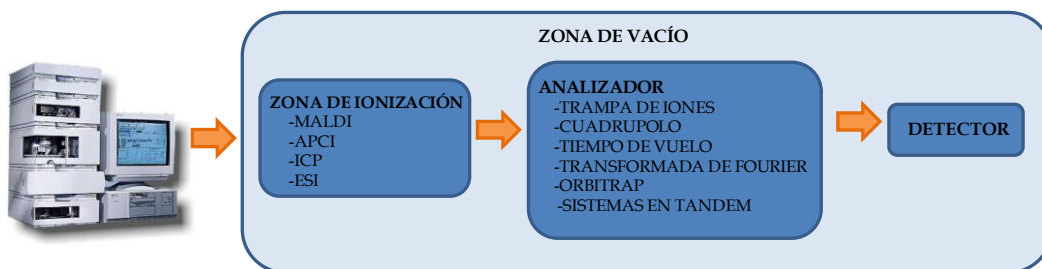 ZONA DE VACÍO
ZONA DE IONIZACIÓN
-MALDI
-APCI
-ICP
-ESI
ANALIZADOR
-TRAMPA DE IONES
-CUADRUPOLO
-TIEMPO DE VUELO
-TRANSFORMADA DE FOURIER
-ORBITRAP
-SISTEMAS EN TANDEM
DETECTOR